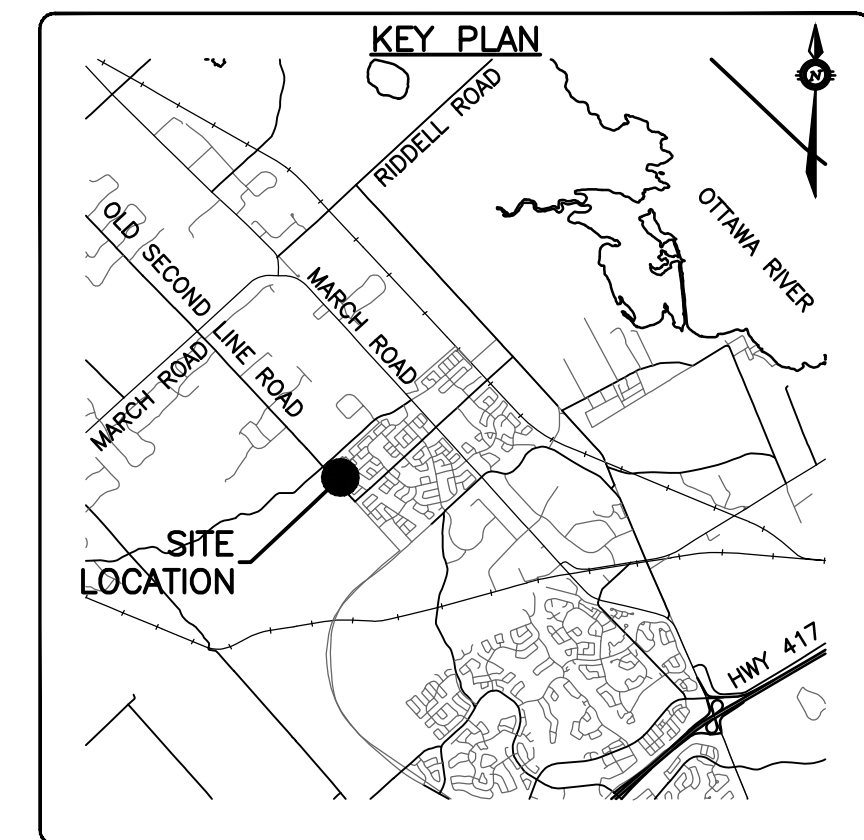 KEY PLAN
N
RIDDELL ROAD
OLD SECOND LINE ROAD
OTTAWA RIVER
MARCH ROAD
MARCH ROAD
SITE
LOCATION
HWY 417